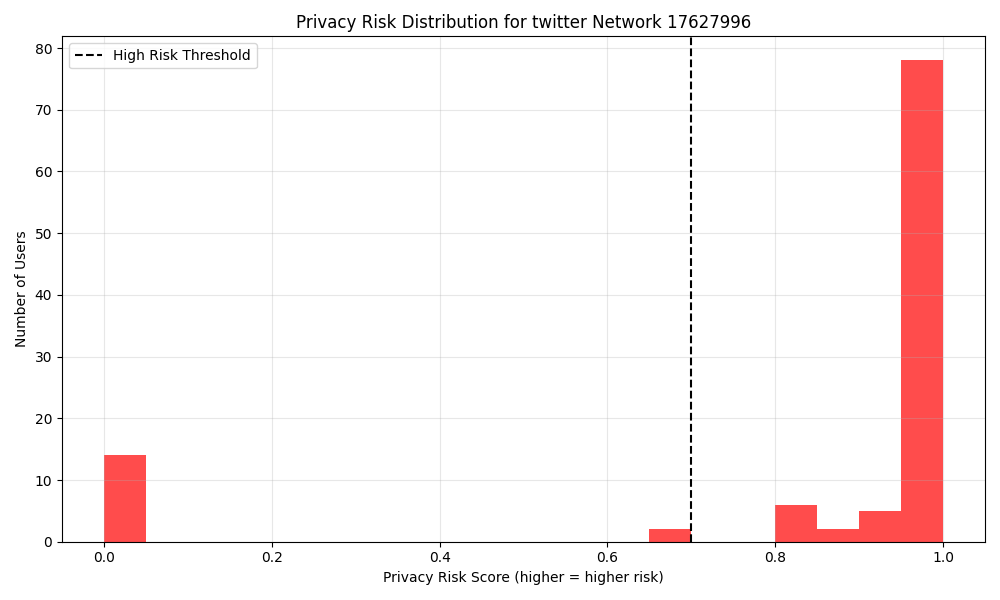 Privacy Risk Distribution for twitter Network 17627996
High Risk Threshold
Number of Users
80
70
60
50
40
30
20
10
0
0.0 0.2 0.4 0.6 0.8 1.0
Privacy Risk Score (higher = higher risk)